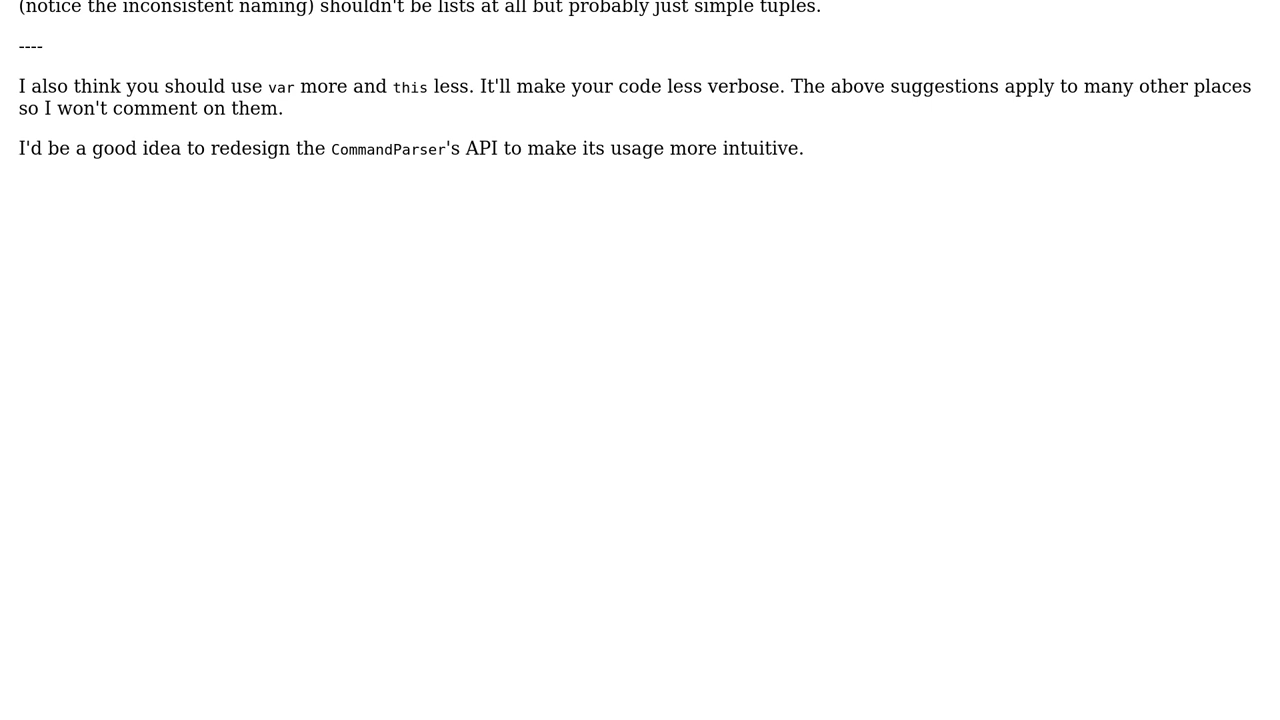 (notice the inconsistent naming) shouldn't be lists at all but probably just simple tuples.
----
I also think you should use var more and this less. It'll make your code less verbose. The above suggestions apply to many other places
so I won't comment on them.
I'd be a good idea to redesign the CommandParser's API to make its usage more intuitive.